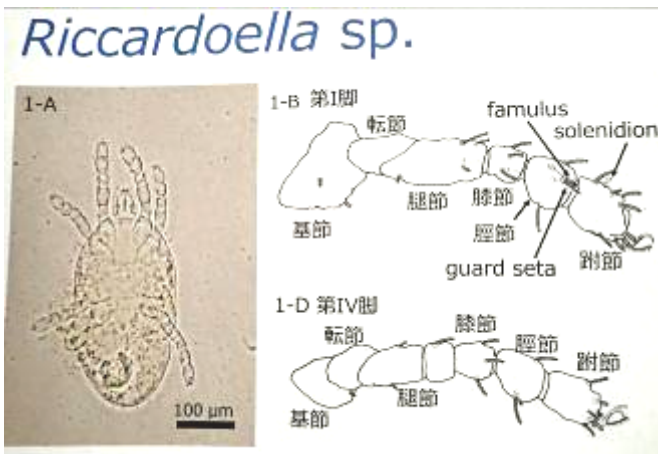 Riccardoella sp.
1-A
100 µm
1-B 第I脚
転節
famulus
solenidion
基節
腿節
膝節
脛節
guard seta
跗節
1-D 第IV脚
転節
膝節
脛節
跗節
基節
腿節